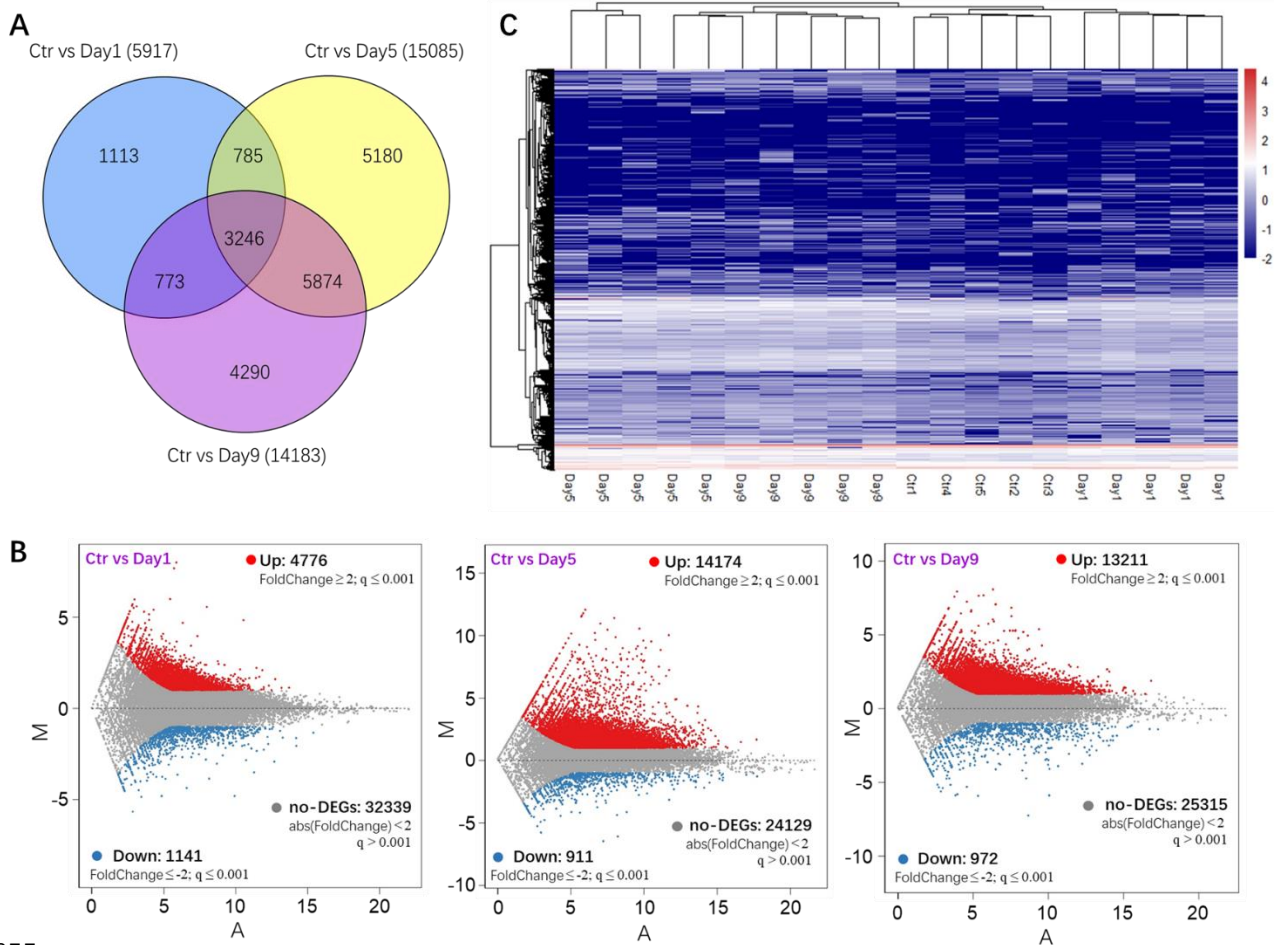 A
Ctr vs Day1 (5917)
Ctr vs Day5 (15085)
1113
785
5180
3246
773
5874
4290
Ctr vs Day9 (14183)
C
4
3
2
1
0
-1
-2
Day5
Day5
Day5
Day5
Day5
Day9
Day9
Day9
Day9
Day9
Ctr1
Ctr4
Ctr5
Ctr2
Ctr3
Day1
Day1
Day1
Day1
Day1
B
Ctr vs Day1
Up: 4776
FoldChange ≥ 2; q ≤ 0.001
5
0
-5
M
no-DEGs: 32339
abs(FoldChange) < 2
q > 0.001
Down: 1141
FoldChange ≤ -2; q ≤ 0.001
0 5 10 15 20
A
Ctr vs Day5
Up: 14174
FoldChange ≥ 2; q ≤ 0.001
15
10
5
0
-5
-10
M
no-DEGs: 24129
abs(FoldChange) < 2
q > 0.001
Down: 911
FoldChange ≤ -2; q ≤ 0.001
0 5 10 15 20
A
Ctr vs Day9
Up: 13211
FoldChange ≥ 2; q ≤ 0.001
10
5
0
-5
-10
M
no-DEGs: 25315
abs(FoldChange) < 2
q > 0.001
Down: 972
FoldChange ≤ -2; q ≤ 0.001
0 5 10 15 20
A